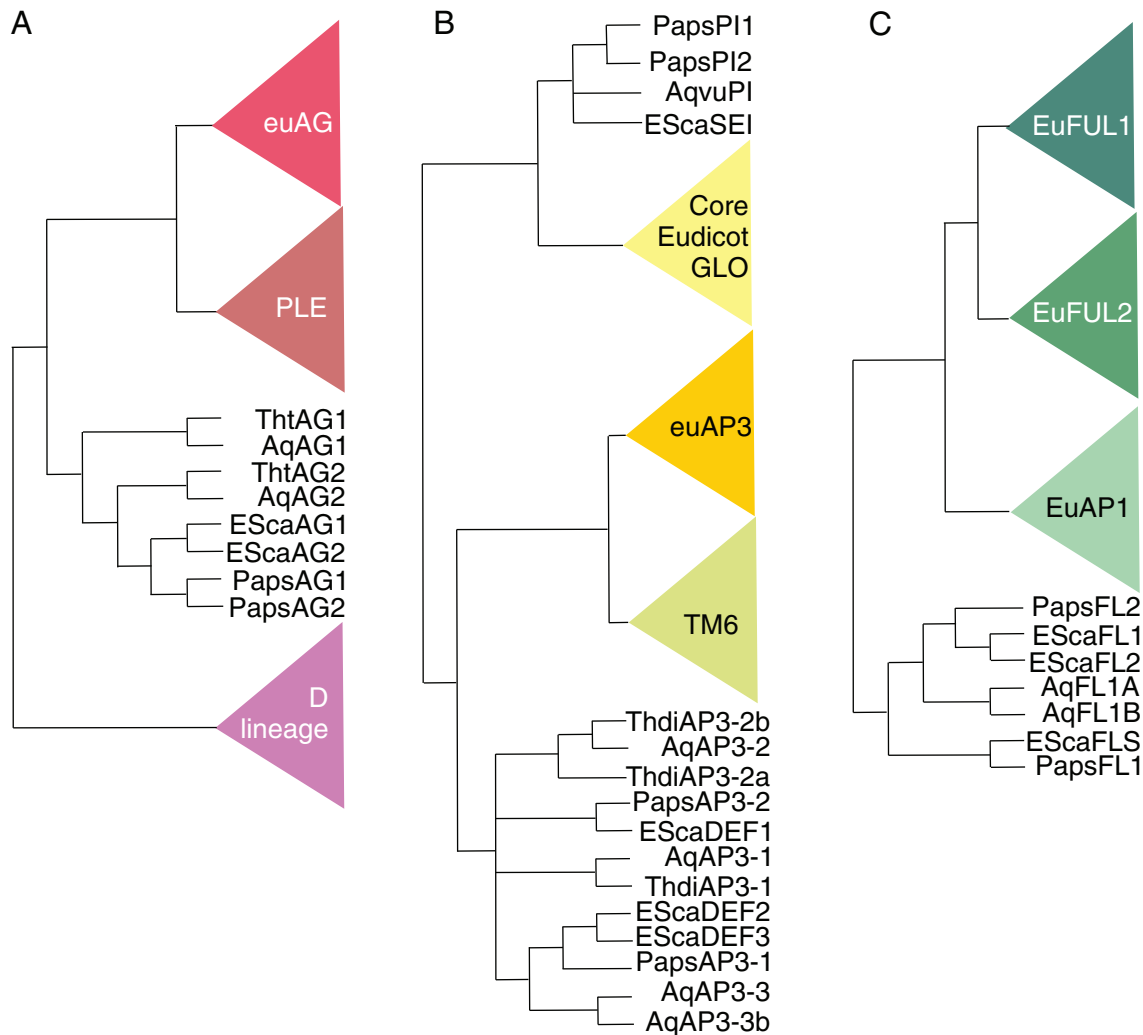 A
euAG
PLE
ThtAG1
AqAG1
ThtAG2
AqAG2
EScaAG1
EScaAG2
PapsAG1
PapsAG2
D
lineage
B
PapsPI1
PapsPI2
AqvuPI
EScaSEI
Core
Eudicot
GLO
euAP3
TM6
ThdiAP3-2b
AqAP3-2
ThdiAP3-2a
PapsAP3-2
EScaDEF1
AqAP3-1
ThdiAP3-1
EScaDEF2
EScaDEF3
PapsAP3-1
AqAP3-3
AqAP3-3b
C
EuFUL1
EuFUL2
EuAP1
PapsFL2
EScaFL1
EScaFL2
AqFL1A
AqFL1B
EScaFLS
PapsFL1